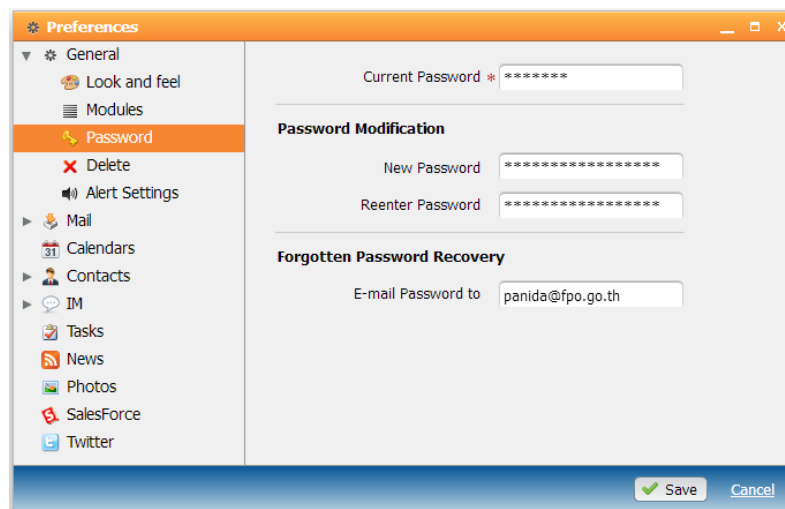 Preferences
General
Look and feel
Modules
Password
Delete
Alert Settings
Mail
31 Calendars
Contacts
IM
Tasks
News
Photos
SalesForce
Twitter
Current Password * *******
Password Modification
New Password *****************
Reenter Password *****************
Forgotten Password Recovery
E-mail Password to panida@fpo.go.th
Save Cancel